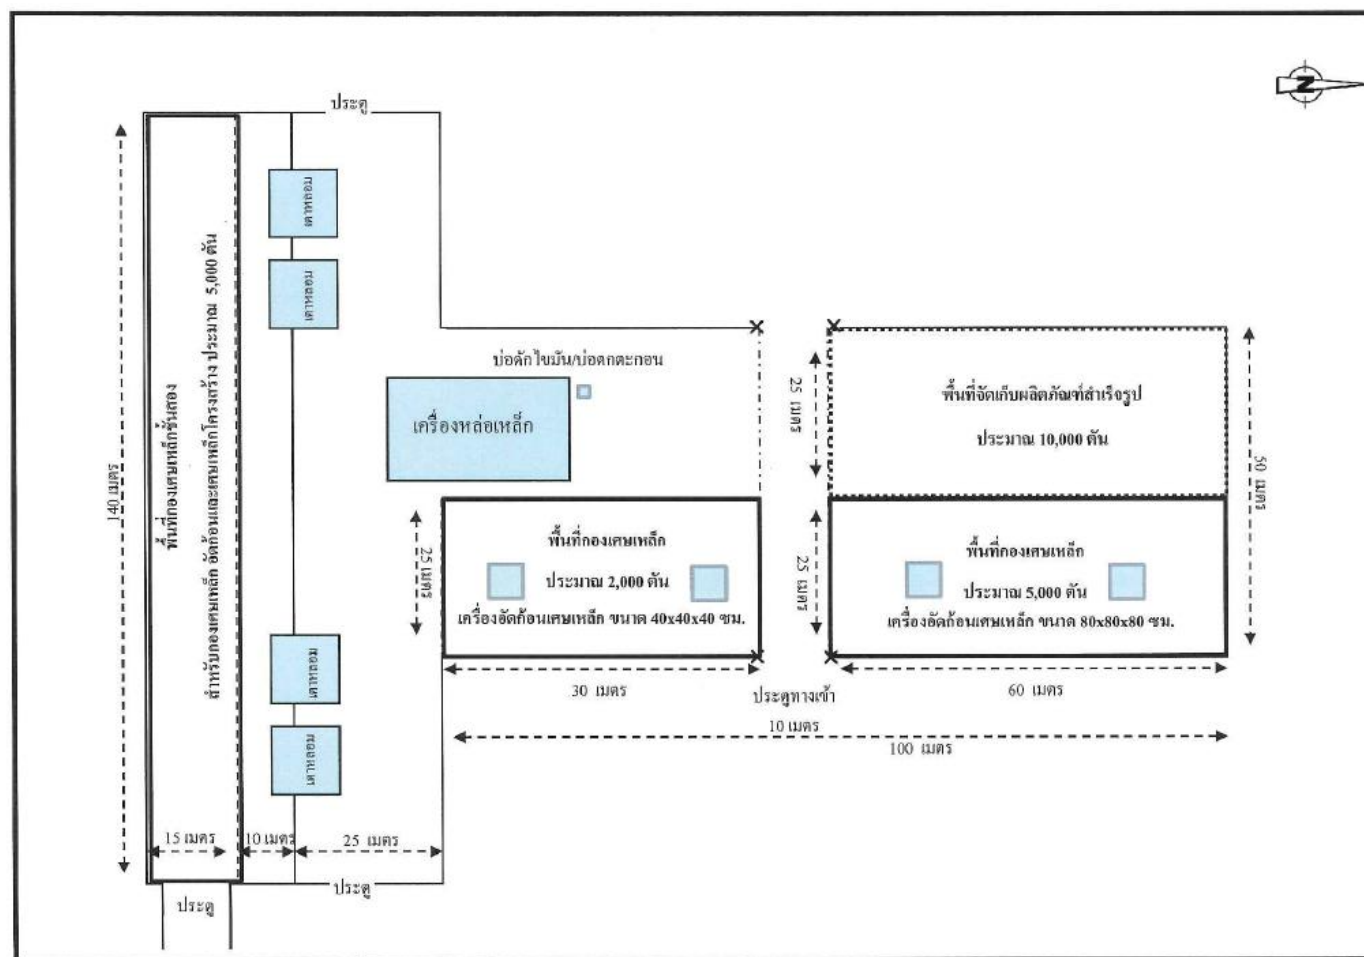 ประตู
N
เตาหลอม
เตาหลอม
บ่อดักไขมัน/บ่อตกตะกอน
เครื่องหล่อเหล็ก
25 เมตร
พื้นที่จัดเก็บผลิตภัณฑ์สำเร็จรูป
ประมาณ 10,000 ตัน
50 เมตร
140 เมตร
พื้นที่กองเศษเหล็กชั้นสอง
สำหรับกองเศษเหล็ก อัดก้อนและเศษเหล็กโครงสร้าง ประมาณ 5,000 ตัน
25 เมตร
พื้นที่กองเศษเหล็ก
ประมาณ 2,000 ตัน
เครื่องอัดก้อนเศษเหล็ก ขนาด 40x40x40 ซม.
25 เมตร
พื้นที่กองเศษเหล็ก
ประมาณ 5,000 ตัน
เครื่องอัดก้อนเศษเหล็ก ขนาด 80x80x80 ซม.
เตาหลอม
เตาหลอม
30 เมตร
ประตูทางเข้า
60 เมตร
10 เมตร
100 เมตร
15 เมตร
10 เมตร
25 เมตร
ประตู
ประตู